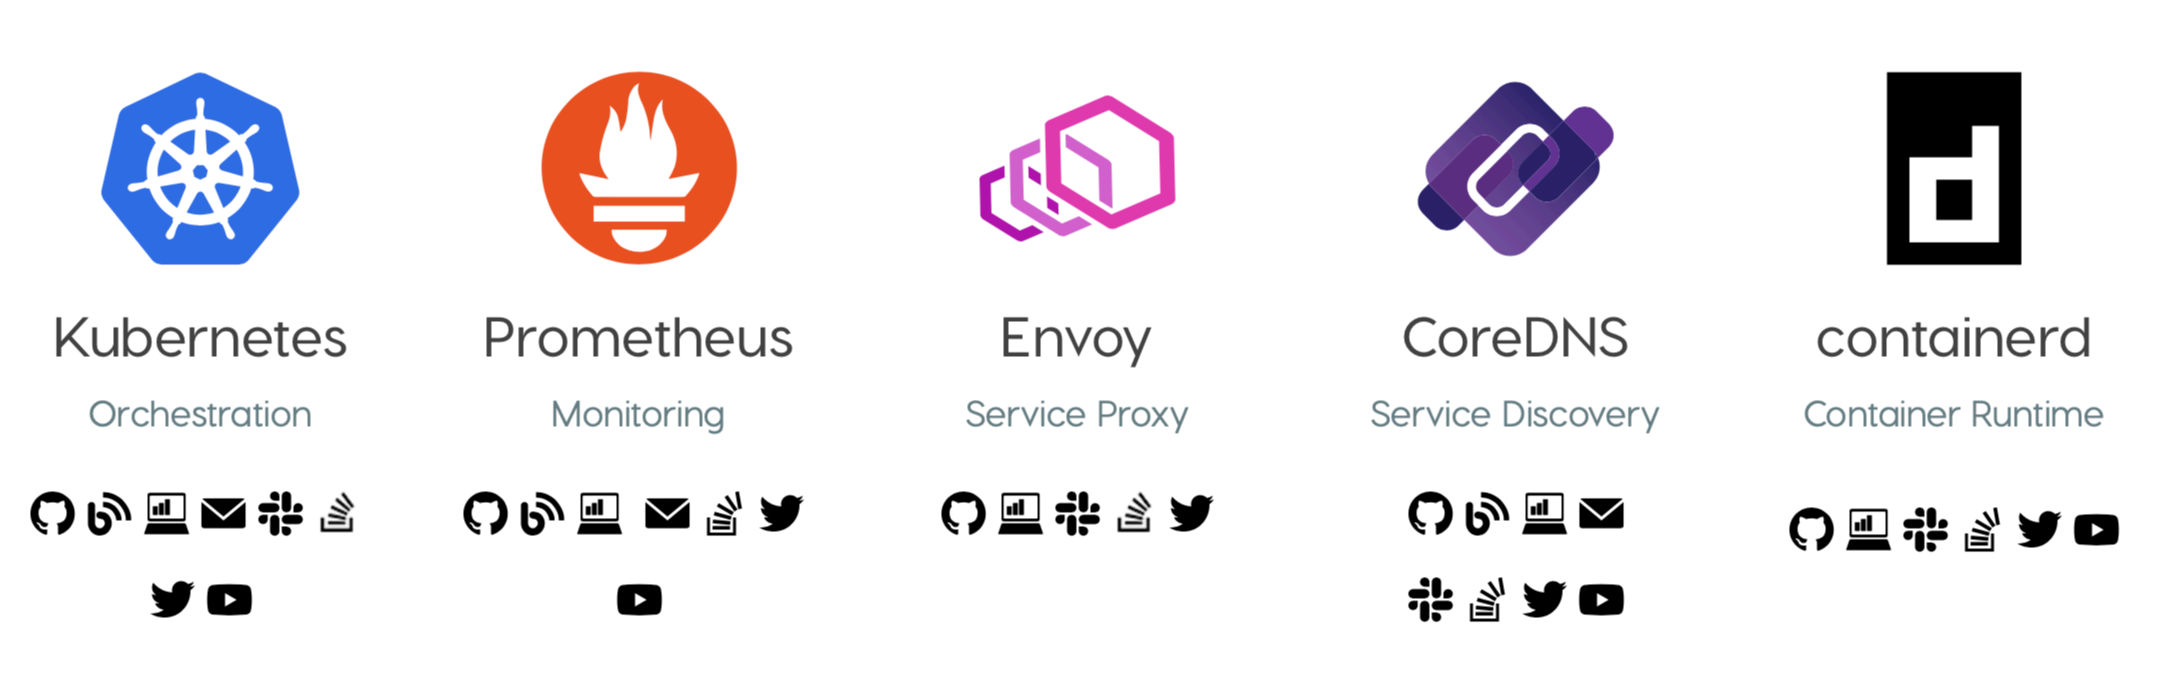 Kubernetes
Orchestration
Prometheus
Monitoring
Envoy
Service Proxy
CoreDNS
Service Discovery
containerd
Container Runtime